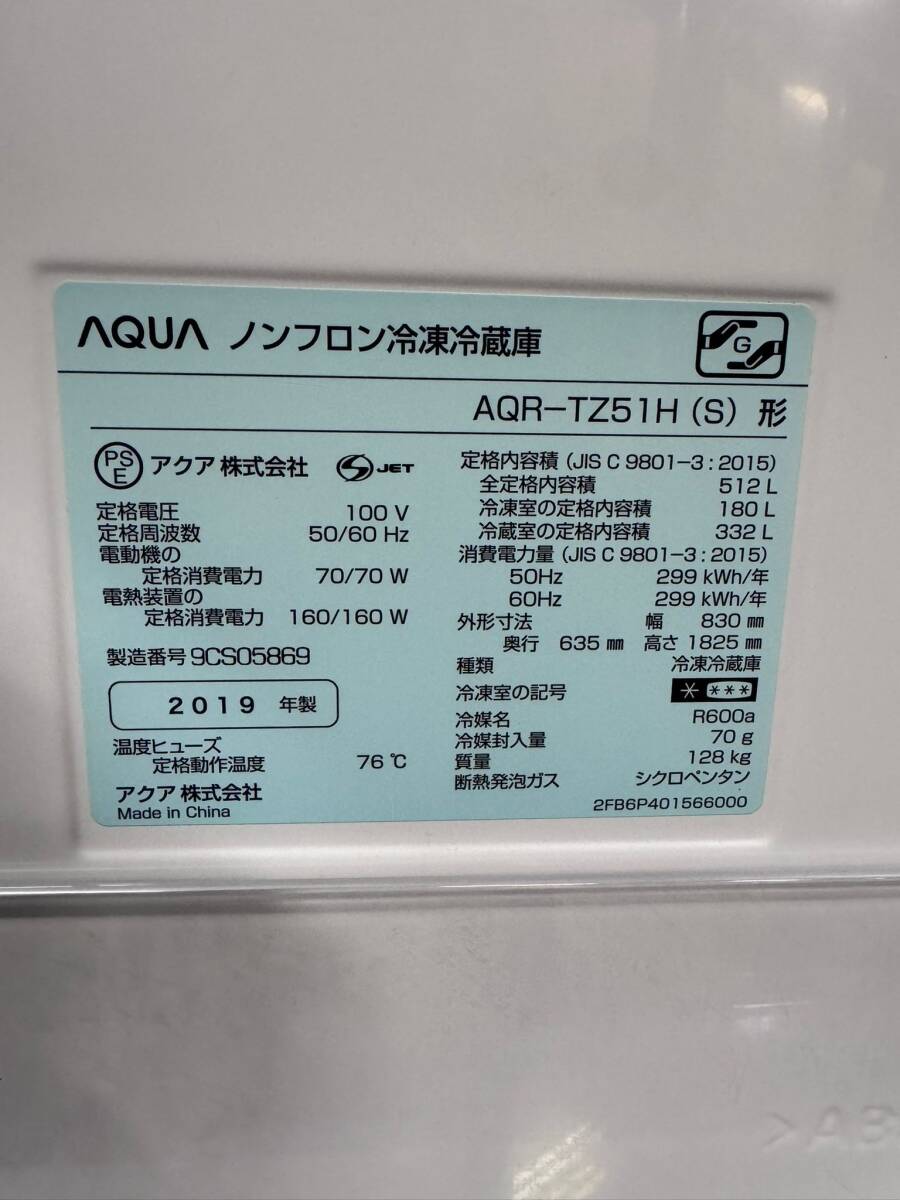 AQUA ノンフロン冷凍冷蔵庫
G
AQR-TZ51H (S) 形
PSE アクア 株式会社 S JET
定格電圧 100 V
定格周波数 50/60 Hz
電動機の
定格消費電力 70/70 W
電熱装置の
定格消費電力 160/160 W
製造番号 9CS05869
2019 年製
温度ヒューズ
定格動作温度 76 ℃
アクア 株式会社
Made in China
定格内容積 (JIS C 9801-3 : 2015)
全定格内容積 512 L
冷凍室の定格内容積 180 L
冷蔵室の定格内容積 332 L
消費電力量 (JIS C 9801-3 : 2015)
50Hz 299 kWh/年
60Hz 299 kWh/年
外形寸法 幅 830 mm
奥行 635 mm 高さ 1825 mm
種類 冷凍冷蔵庫
冷凍室の記号 * ***
冷媒名 R600a
冷媒封入量 70 g
質量 128 kg
断熱発泡ガス シクロペンタン
2FB6P401566000